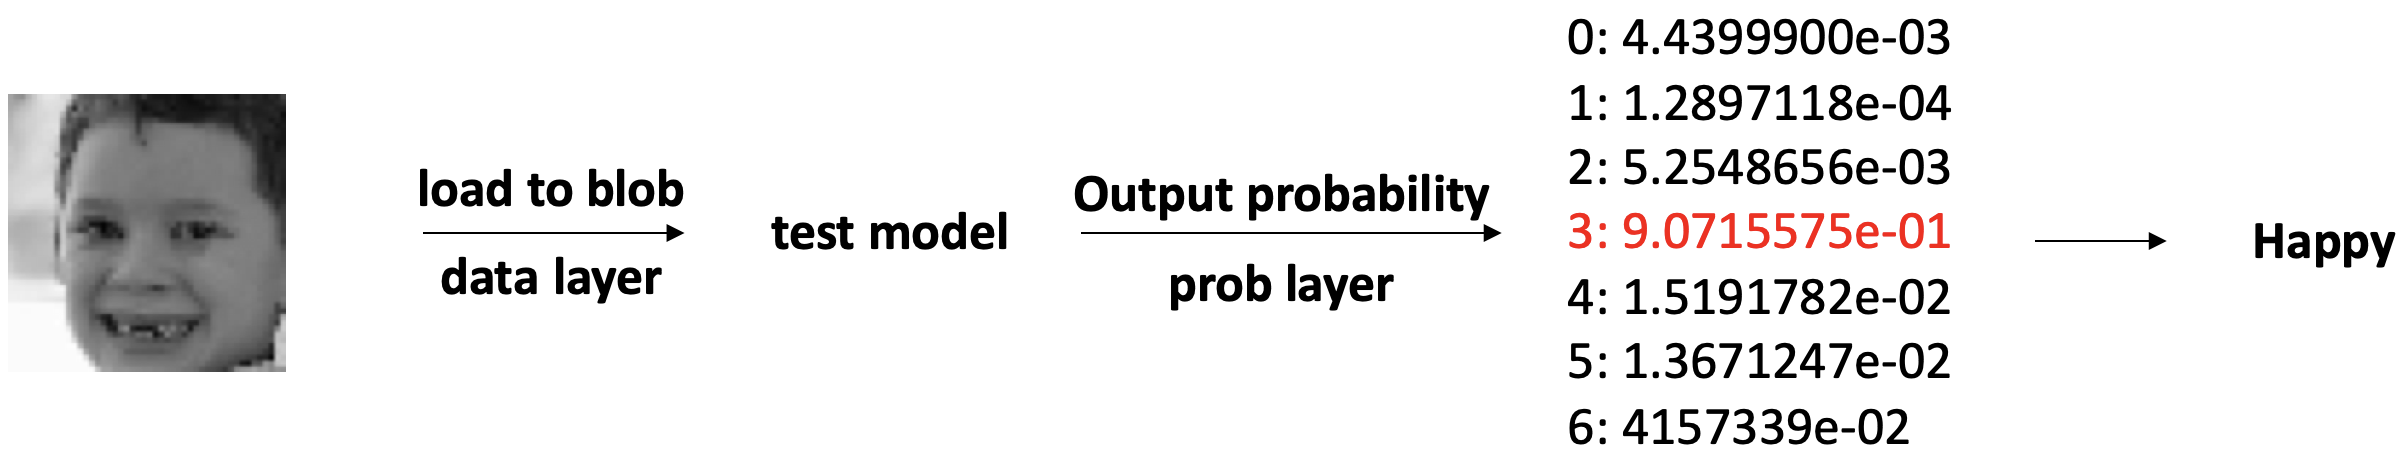 load to blob
data layer
test model
Output probability
prob layer
0: 4.4399900e-03
1: 1.2897118e-04
2: 5.2548656e-03
3: 9.0715575e-01
4: 1.5191782e-02
5: 1.3671247e-02
6: 4157339e-02
Happy